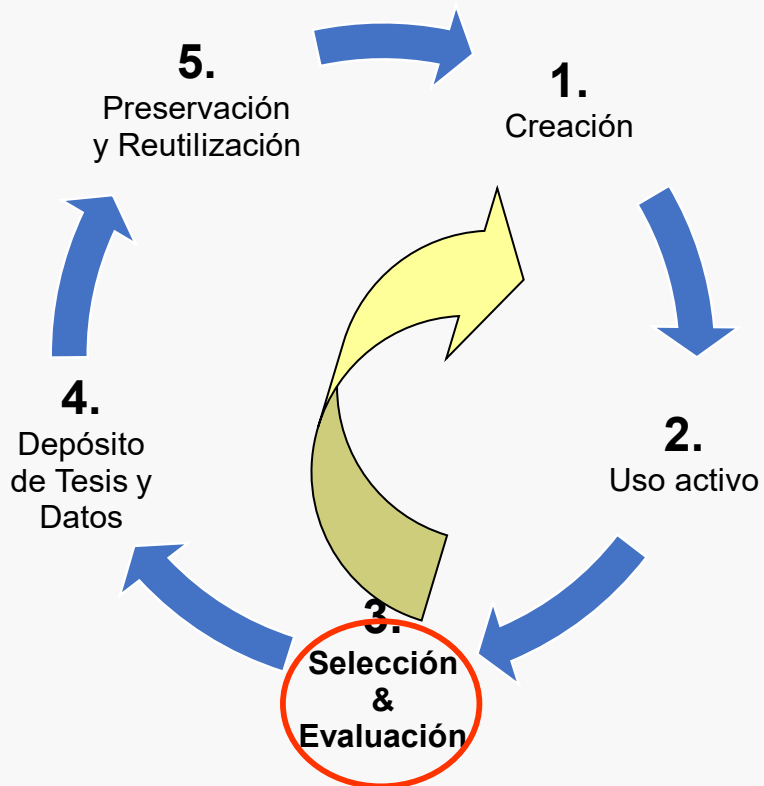 1.
Creación
2.
Uso activo
3.
Selección
&
Evaluación
4.
Depósito
de Tesis y
Datos
5.
Preservación
y Reutilización